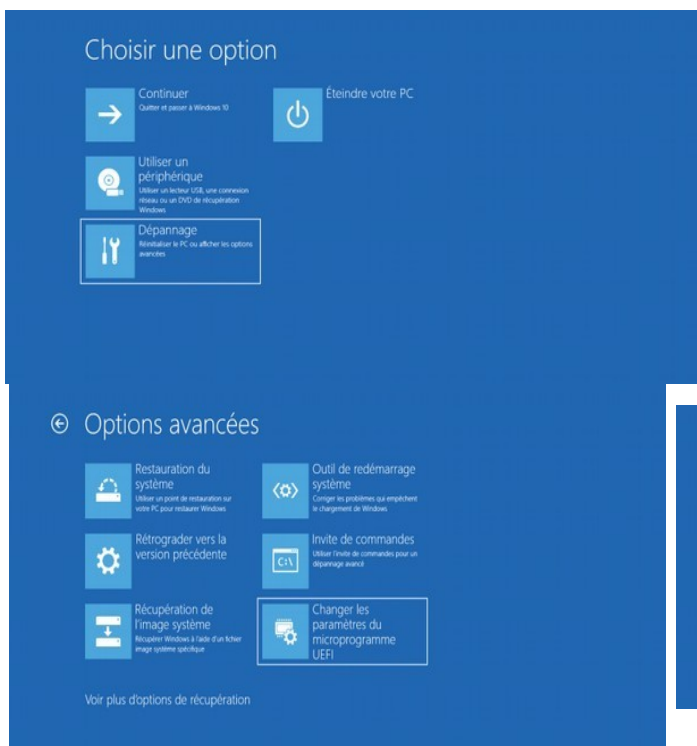 Choisir une option
Continuer
Quitter et passer à Windows 10
Éteindre votre PC
Utiliser un
périphérique
Utiliser un lecteur USB, une connexion
réseau ou un DVD de récupération
Windows
Dépannage
Réinitialiser le PC ou afficher les options
avancées
Options avancées
Restauration du
système
Utiliser un point de restauration sur
votre PC pour restaurer Windows
Outil de redémarrage
système
Corriger les problèmes qui empêchent
le chargement de Windows
Rétrograder vers la
version précédente
Invite de commandes
Utiliser l'invite de commandes pour un
dépannage avancé
C:\
Récupération de
l'image système
Récupérer Windows à l'aide d'un fichier
image système spécifique
Changer les
paramètres du
microprogramme
UEFI
Voir plus d'options de récupération